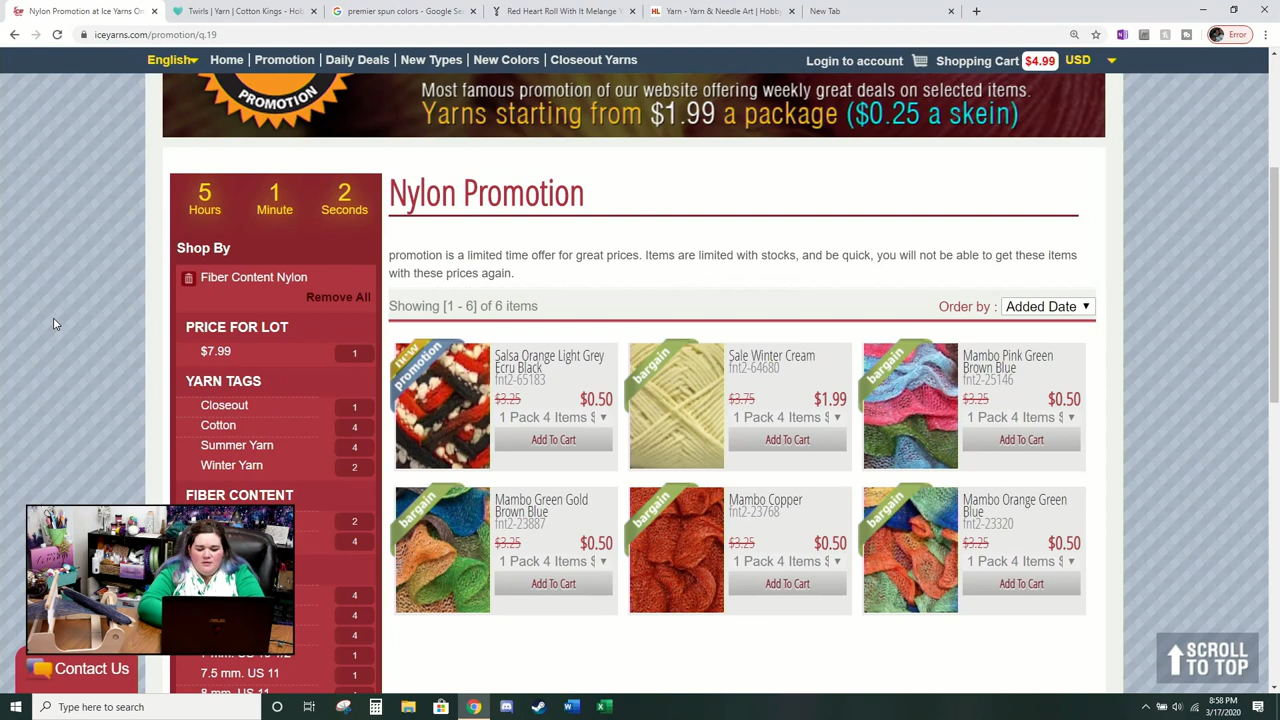 Nylon Promotion at Ice Yarns On
Twirls | Yarn | Cotton Kings - Hob
premier spun colors - Google Sea
Red Heart Roll With It Melange Y
Yarn - Yarn & Needle Art | Hobby
New Tab
iceyarns.com/promotion/q.19
Error
English Home | Promotion | Daily Deals | New Types | New Colors | Closeout Yarns
Login to account Shopping Cart $4.99 USD
PROMOTION
Most famous promotion of our website offering weekly great deals on selected items.
Yarns starting from $1.99 a package ($0.25 a skein)
5 1 2
Hours Minute Seconds
Shop By
Fiber Content Nylon
Remove All
PRICE FOR LOT
$7.99 1
YARN TAGS
Closeout 1
Cotton 4
Summer Yarn 4
Winter Yarn 2
FIBER CONTENT
2
4
4
4
4
1
7.5 mm. US 11 1
8 mm. US 11
Contact Us
Nylon Promotion
promotion is a limited time offer for great prices. Items are limited with stocks, and be quick, you will not be able to get these items
with these prices again.
Showing [1 - 6] of 6 items
Order by : Added Date
new promotion
Salsa Orange Light Grey
Ecru Black
fnt2-65183
$3.25 $0.50
1 Pack 4 Items $
Add To Cart
bargain
Sale Winter Cream
fnt2-64680
$3.75 $1.99
1 Pack 4 Items $
Add To Cart
bargain
Mambo Pink Green
Brown Blue
fnt2-25146
$3.25 $0.50
1 Pack 4 Items $
Add To Cart
bargain
Mambo Green Gold
Brown Blue
fnt2-23887
$3.25 $0.50
1 Pack 4 Items $
Add To Cart
bargain
Mambo Copper
fnt2-23768
$3.25 $0.50
1 Pack 4 Items $
Add To Cart
bargain
Mambo Orange Green
Blue
fnt2-23320
$3.25 $0.50
1 Pack 4 Items $
Add To Cart
SCROLL
TO TOP
ASUS
Type here to search
8:58 PM
3/17/2020